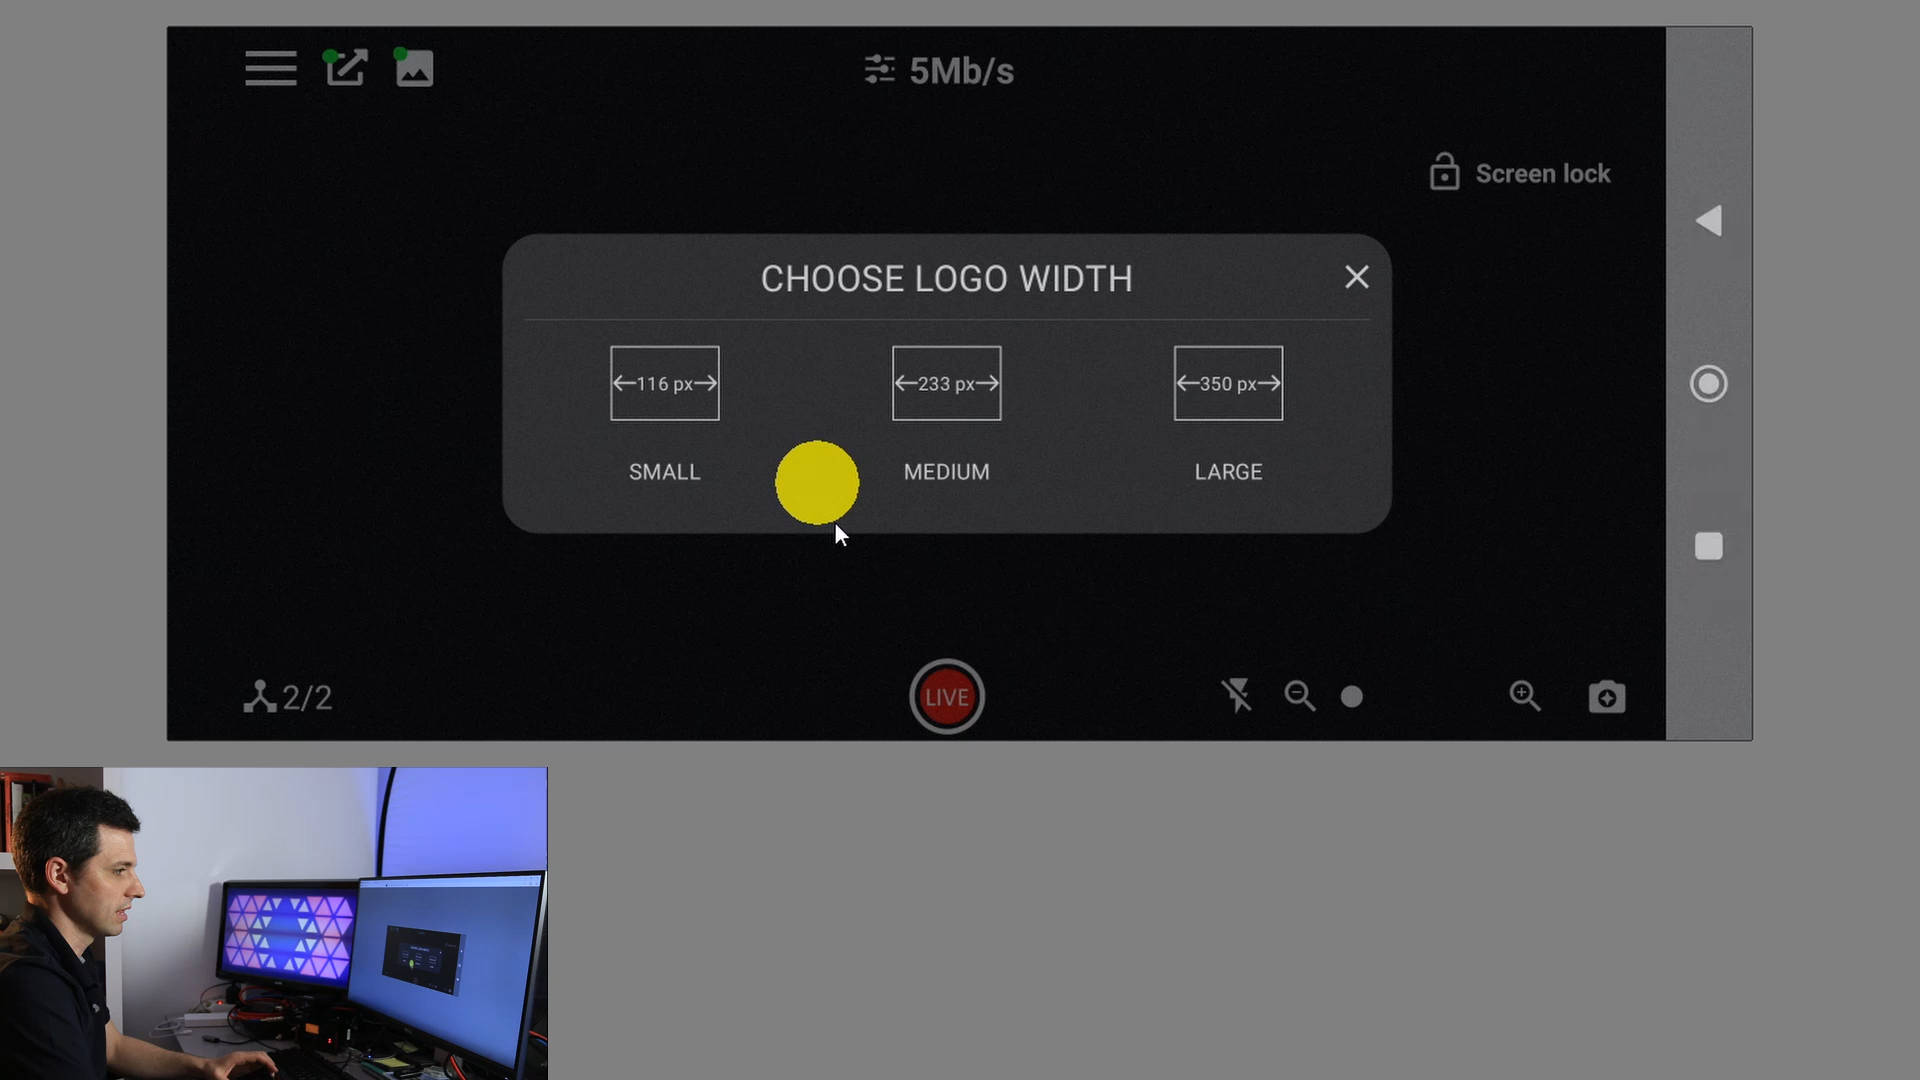 5Mb/s
Screen lock
CHOOSE LOGO WIDTH
116 px
233 px
350 px
SMALL
MEDIUM
LARGE
2/2
LIVE